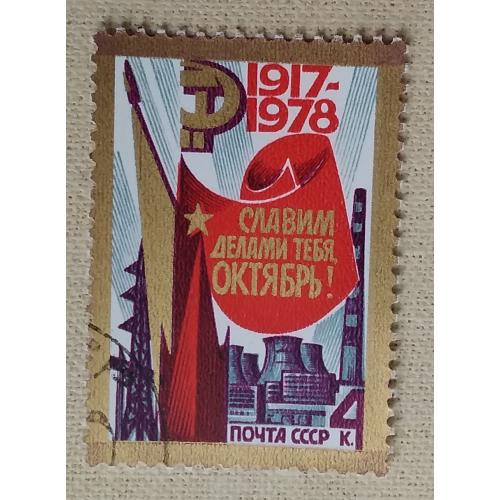 1917-
1978
СЛАВИМ
ДЕЛАМИ ТЕБЯ,
ОКТЯБРЬ!
4
ПОЧТА СССР К.